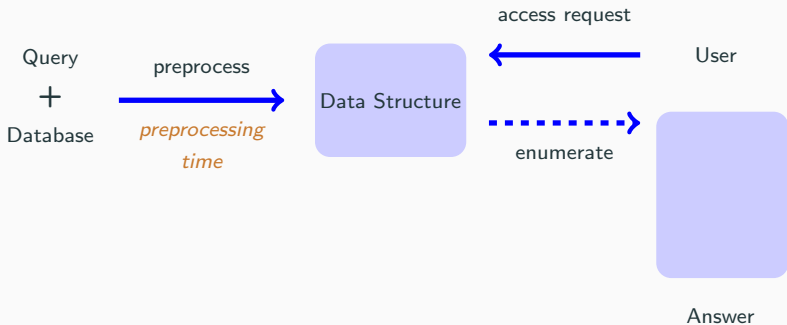 Query
+
Database
preprocess
preprocessing
time
Data Structure
access request
User
enumerate
Answer